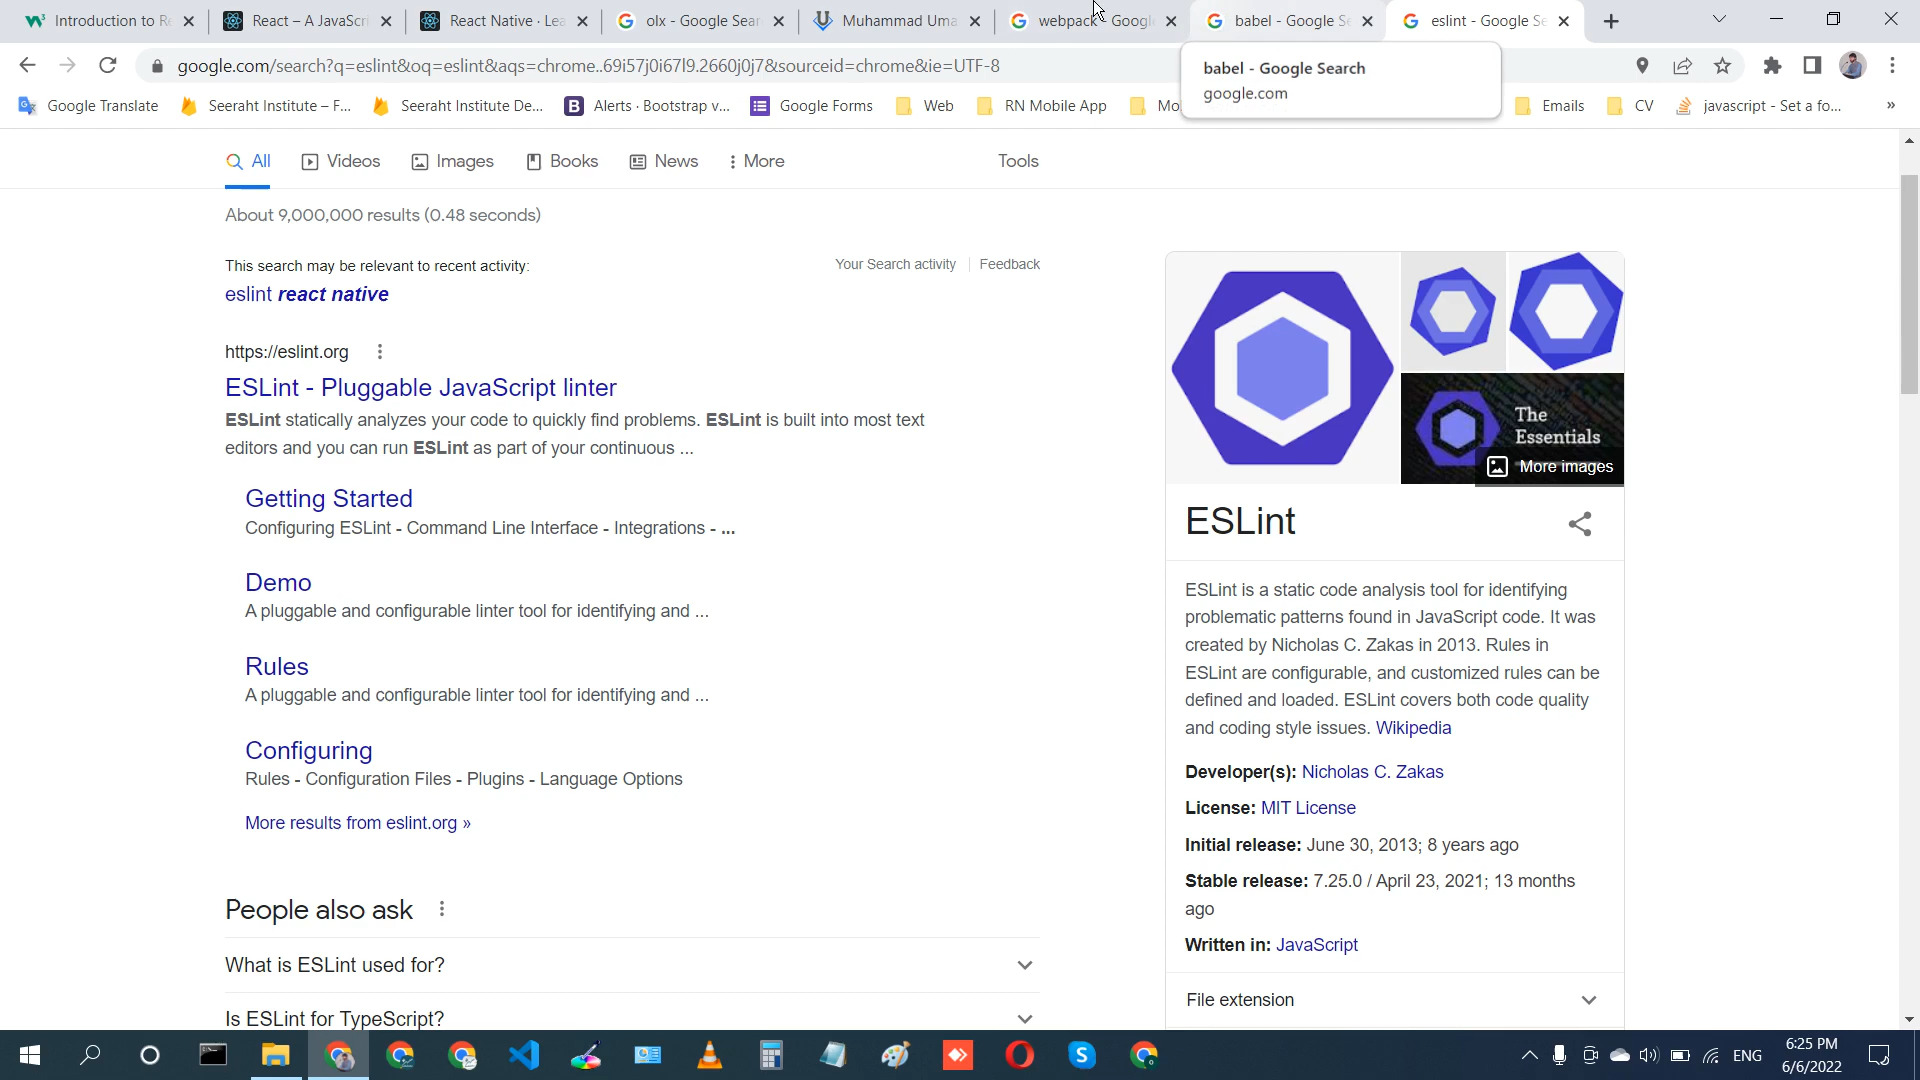 Introduction to Re
React – A JavaScri
React Native · Lea
olx - Google Sear
Muhammad Uma
webpack - Google
babel - Google Se
eslint - Google Se
google.com/search?q=eslint&oq=eslint&aqs=chrome..69i57j0i67l9.2660j0j7&sourceid=chrome&ie=UTF-8
babel - Google Search
google.com
Google Translate
Seeraht Institute – F...
Seeraht Institute De...
B
Alerts · Bootstrap v...
Google Forms
Web
RN Mobile App
Mo
Emails
CV
javascript - Set a fo...
»
All
Videos
Images
Books
News
More
Tools
About 9,000,000 results (0.48 seconds)
This search may be relevant to recent activity:
Your Search activity
Feedback
eslint react native
https://eslint.org
ESLint - Pluggable JavaScript linter
ESLint statically analyzes your code to quickly find problems. ESLint is built into most text
editors and you can run ESLint as part of your continuous ...
Getting Started
Configuring ESLint - Command Line Interface - Integrations - ...
Demo
A pluggable and configurable linter tool for identifying and ...
Rules
A pluggable and configurable linter tool for identifying and ...
Configuring
Rules - Configuration Files - Plugins - Language Options
More results from eslint.org »
People also ask
What is ESLint used for?
Is ESLint for TypeScript?
The
Essentials
More images
ESLint
ESLint is a static code analysis tool for identifying
problematic patterns found in JavaScript code. It was
created by Nicholas C. Zakas in 2013. Rules in
ESLint are configurable, and customized rules can be
defined and loaded. ESLint covers both code quality
and coding style issues. Wikipedia
Developer(s): Nicholas C. Zakas
License: MIT License
Initial release: June 30, 2013; 8 years ago
Stable release: 7.25.0 / April 23, 2021; 13 months
ago
Written in: JavaScript
File extension
ENG
6:25 PM
6/6/2022